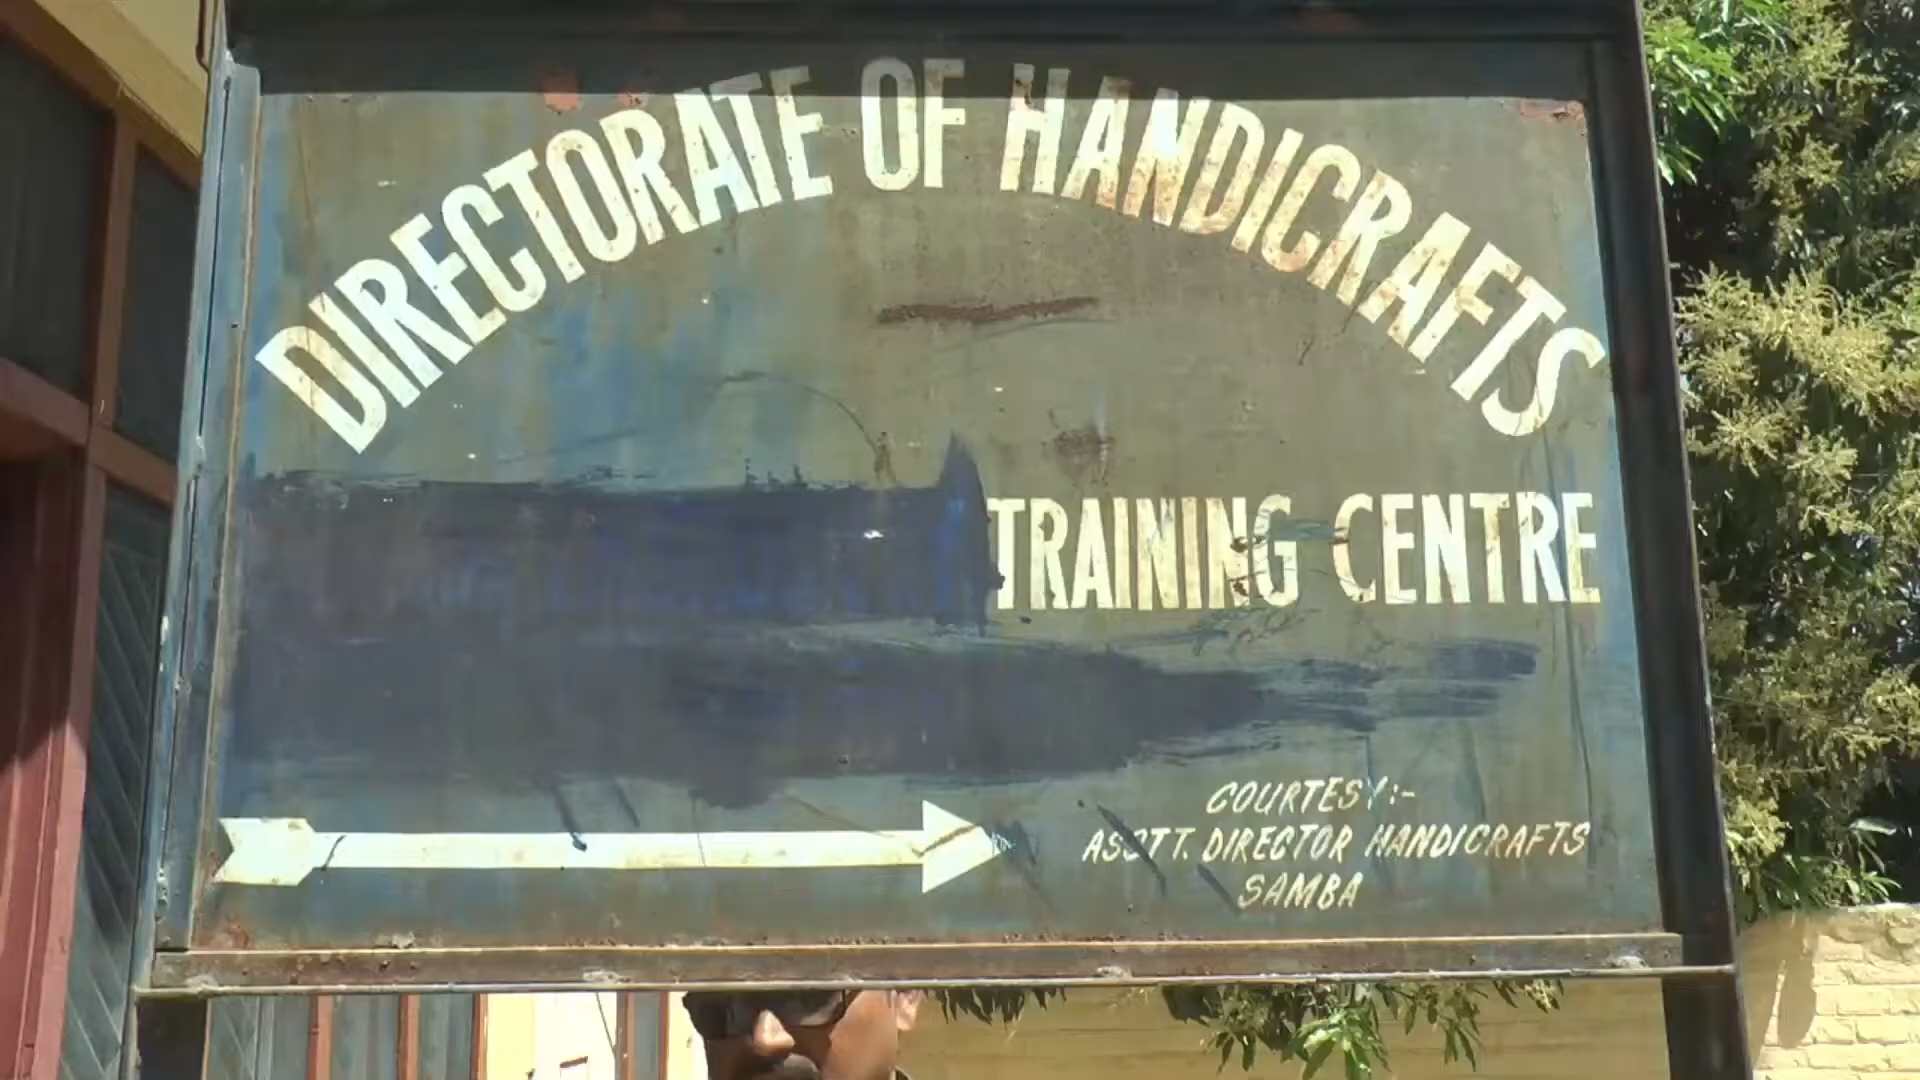 DIRECTORATE OF HANDICRAFTS
TRAINING CENTRE
COURTESY:-
ASSTT. DIRECTOR HANDICRAFTS
SAMBA